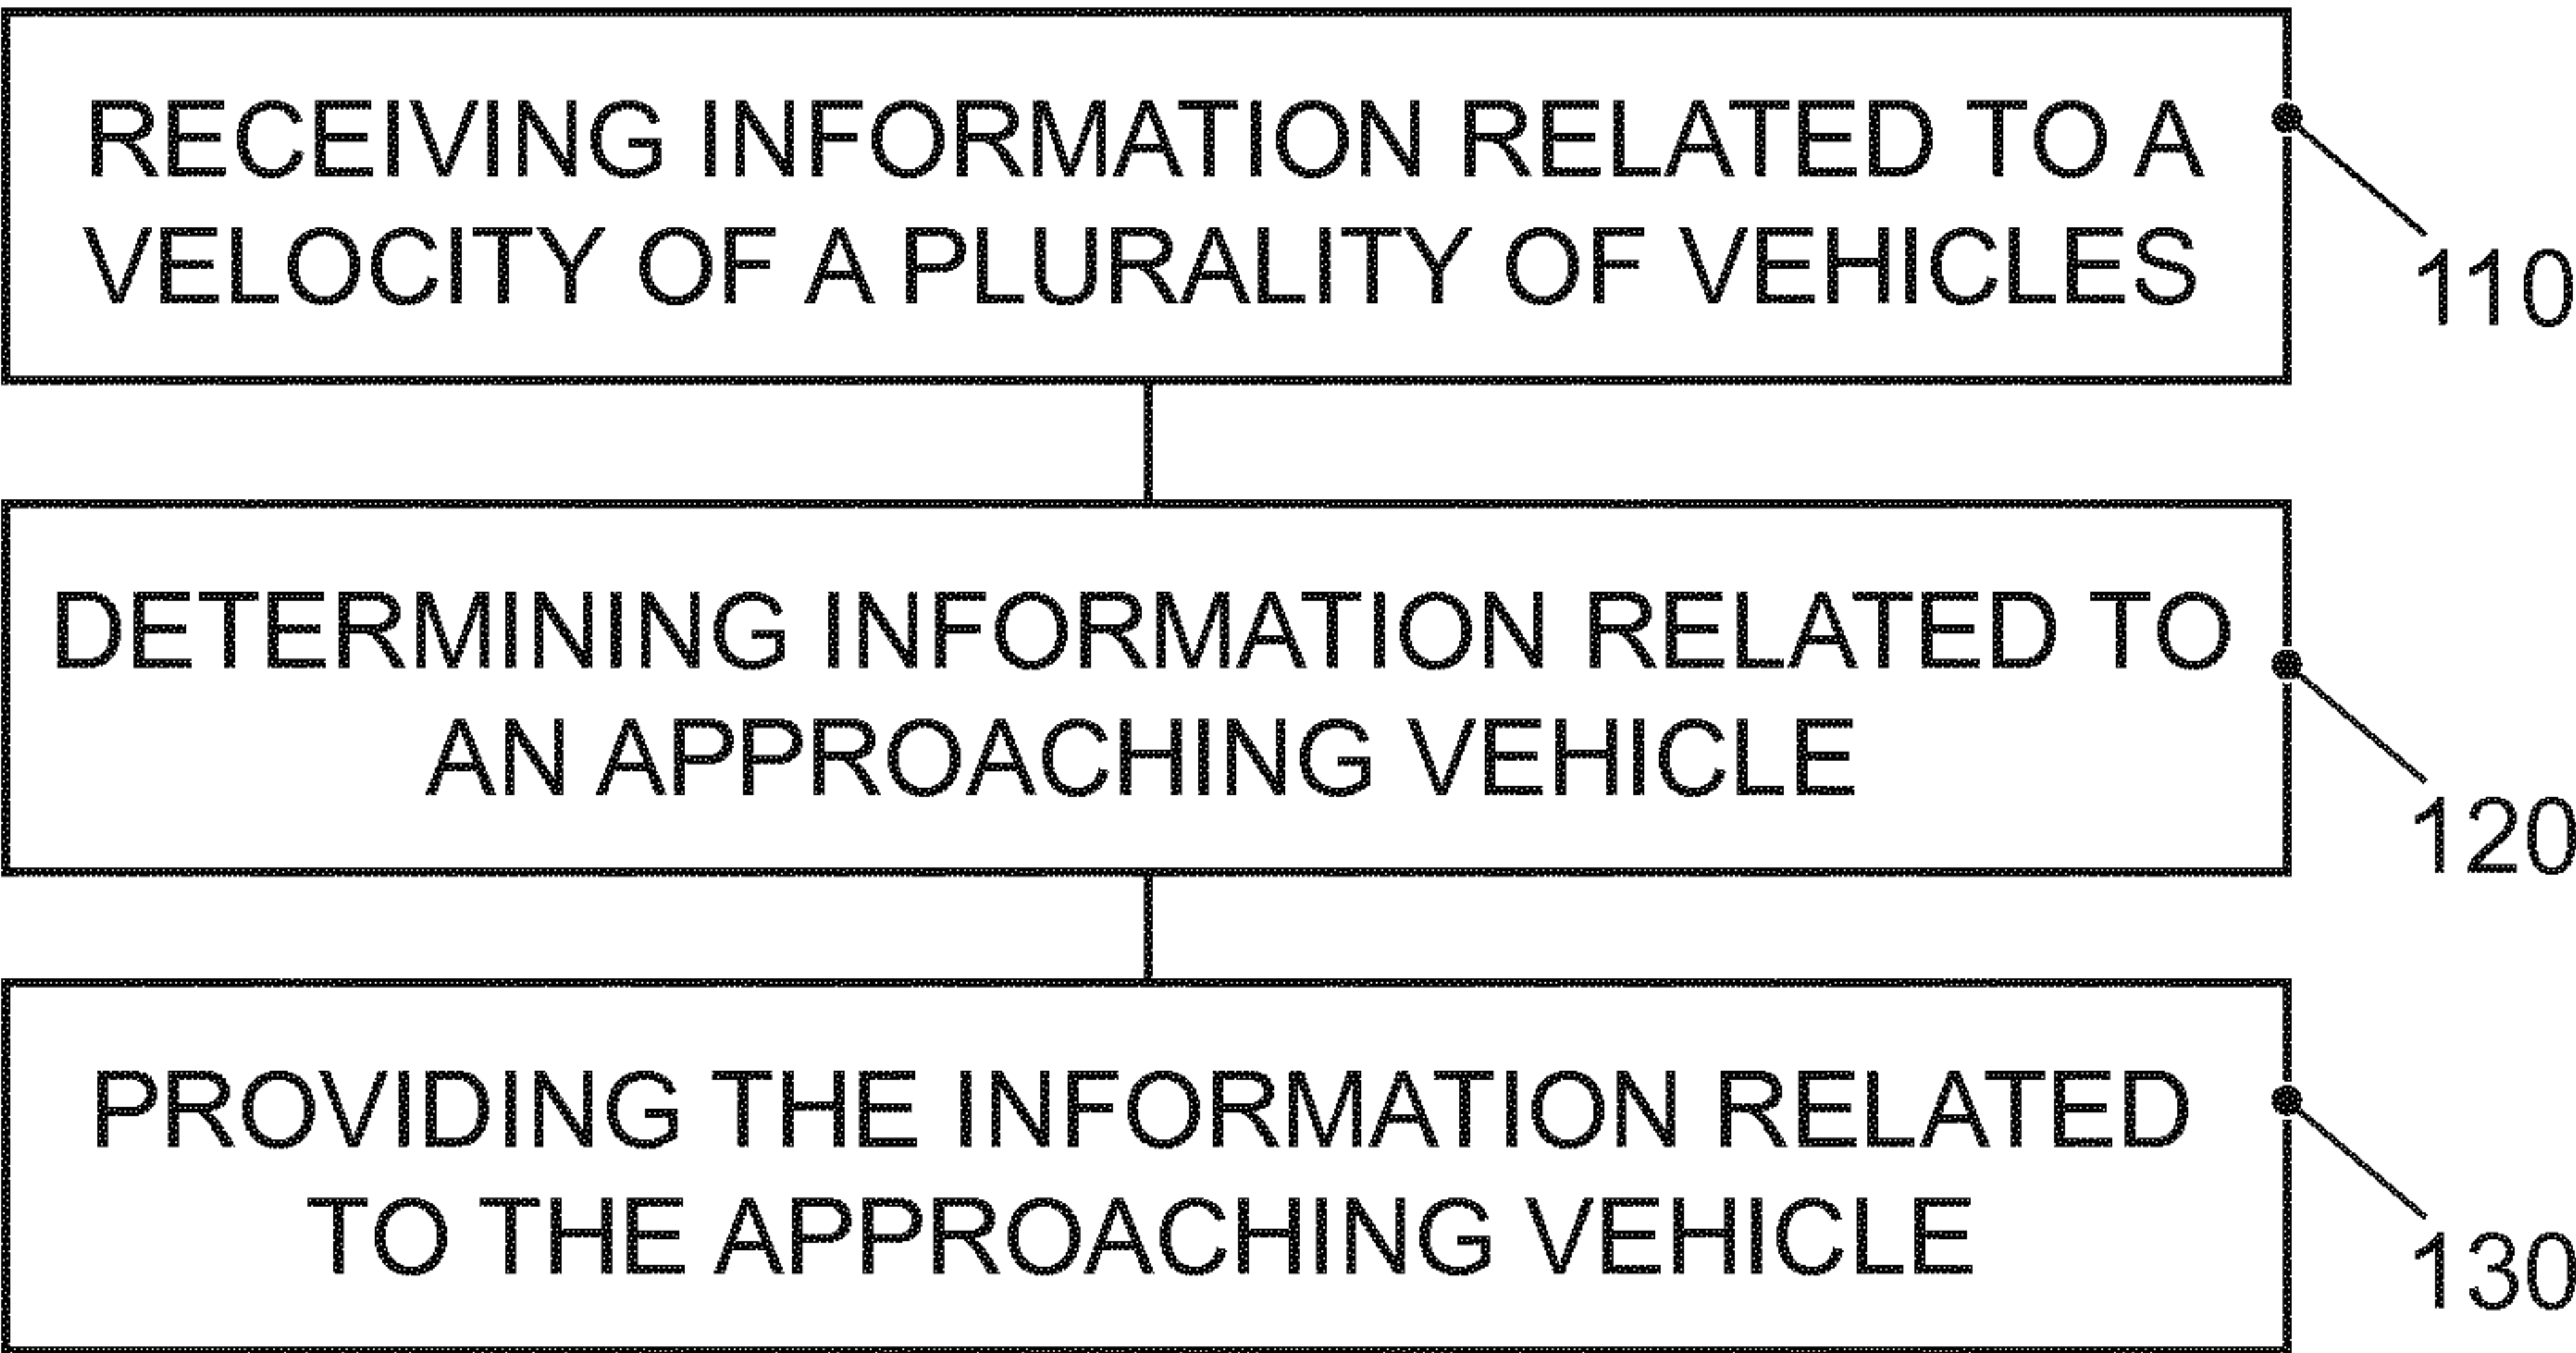 RECEIVING INFORMATION RELATED TO A
VELOCITY OF A PLURALITY OF VEHICLES
110
DETERMINING INFORMATION RELATED TO
AN APPROACHING VEHICLE
120
PROVIDING THE INFORMATION RELATED
TO THE APPROACHING VEHICLE
130